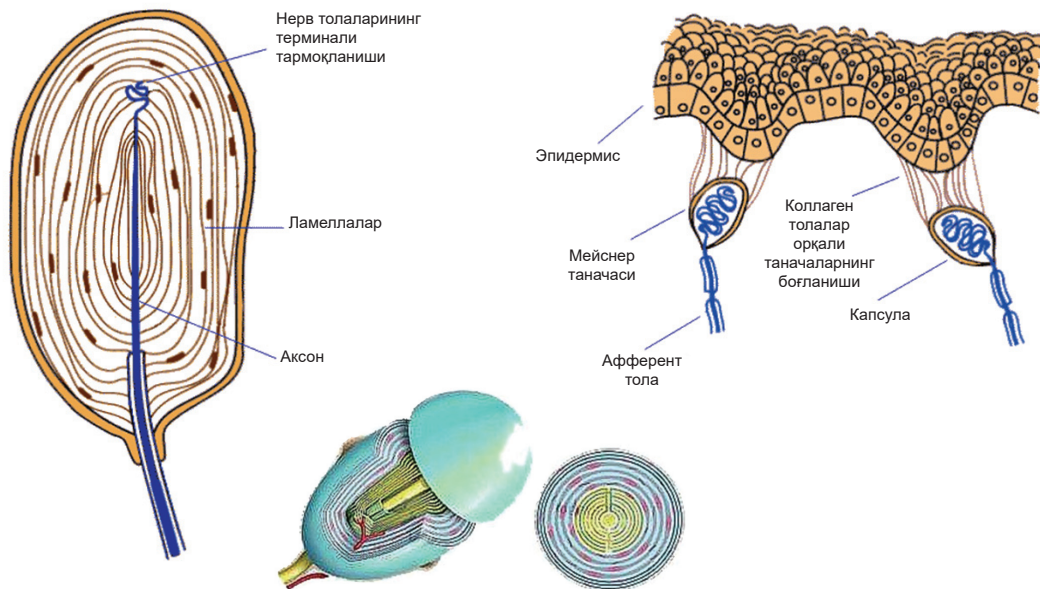 Нерв толаларининг
терминали
тармоқланиши
Ламеллалар
Аксон
Эпидермис
Мейснер
таначаси
Афферент
тола
Коллаген
толалар
орқали
таначаларнинг
боғланиши
Капсула